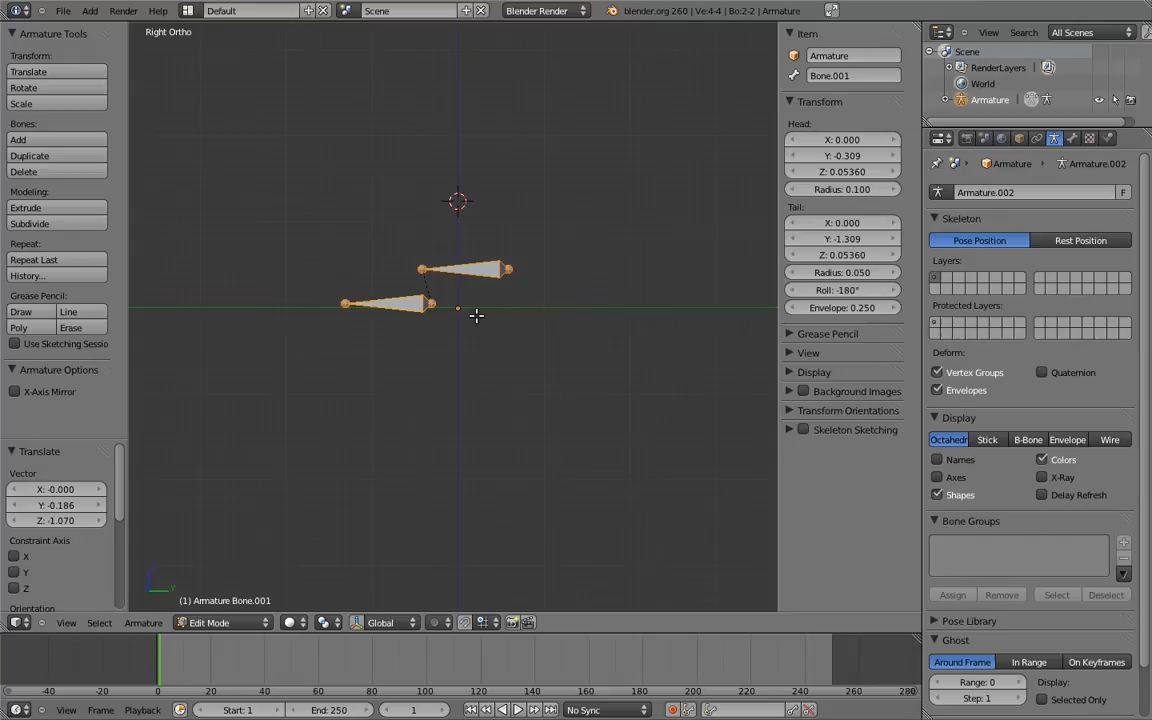 File Add Render Help Default Scene Blender Render blender.org 260 | Ve:4-4 | Bo:2-2 | Armature
Armature Tools
Transform:
Translate
Rotate
Scale
Bones:
Add
Duplicate
Delete
Modeling:
Extrude
Subdivide
Repeat:
Repeat Last
History...
Grease Pencil:
Draw Line
Poly Erase
Use Sketching Sessio
Armature Options
X-Axis Mirror
Translate
Vector
X: -0.000
Y: -0.186
Z: -1.070
Constraint Axis
X
Y
Z
Orientation
Right Ortho
(1) Armature Bone.001
View Select Armature Edit Mode Global
Item
Armature
Bone.001
Transform
Head:
X: 0.000
Y: -0.309
Z: 0.05360
Radius: 0.100
Tail:
X: 0.000
Y: -1.309
Z: 0.05360
Radius: 0.050
Roll: -180°
Envelope: 0.250
Grease Pencil
View
Display
Background Images
Transform Orientations
Skeleton Sketching
View Search All Scenes
Scene
RenderLayers |
World
Armature |
Armature Armature.002
Armature.002 F
Skeleton
Pose Position Rest Position
Layers:
Protected Layers:
Deform:
Vertex Groups Quaternion
Envelopes
Display
Octahedr Stick B-Bone Envelope Wire
Names Colors
Axes X-Ray
Shapes Delay Refresh
Bone Groups
Assign Remove Select Deselect
Pose Library
Ghost
Around Frame In Range On Keyframes
Range: 0 Display:
Step: 1 Selected Only
-40 -20 0 20 40 60 80 100 120 140 160 180 200 220 240 260 280
View Frame Playback Start: 1 End: 250 1 No Sync